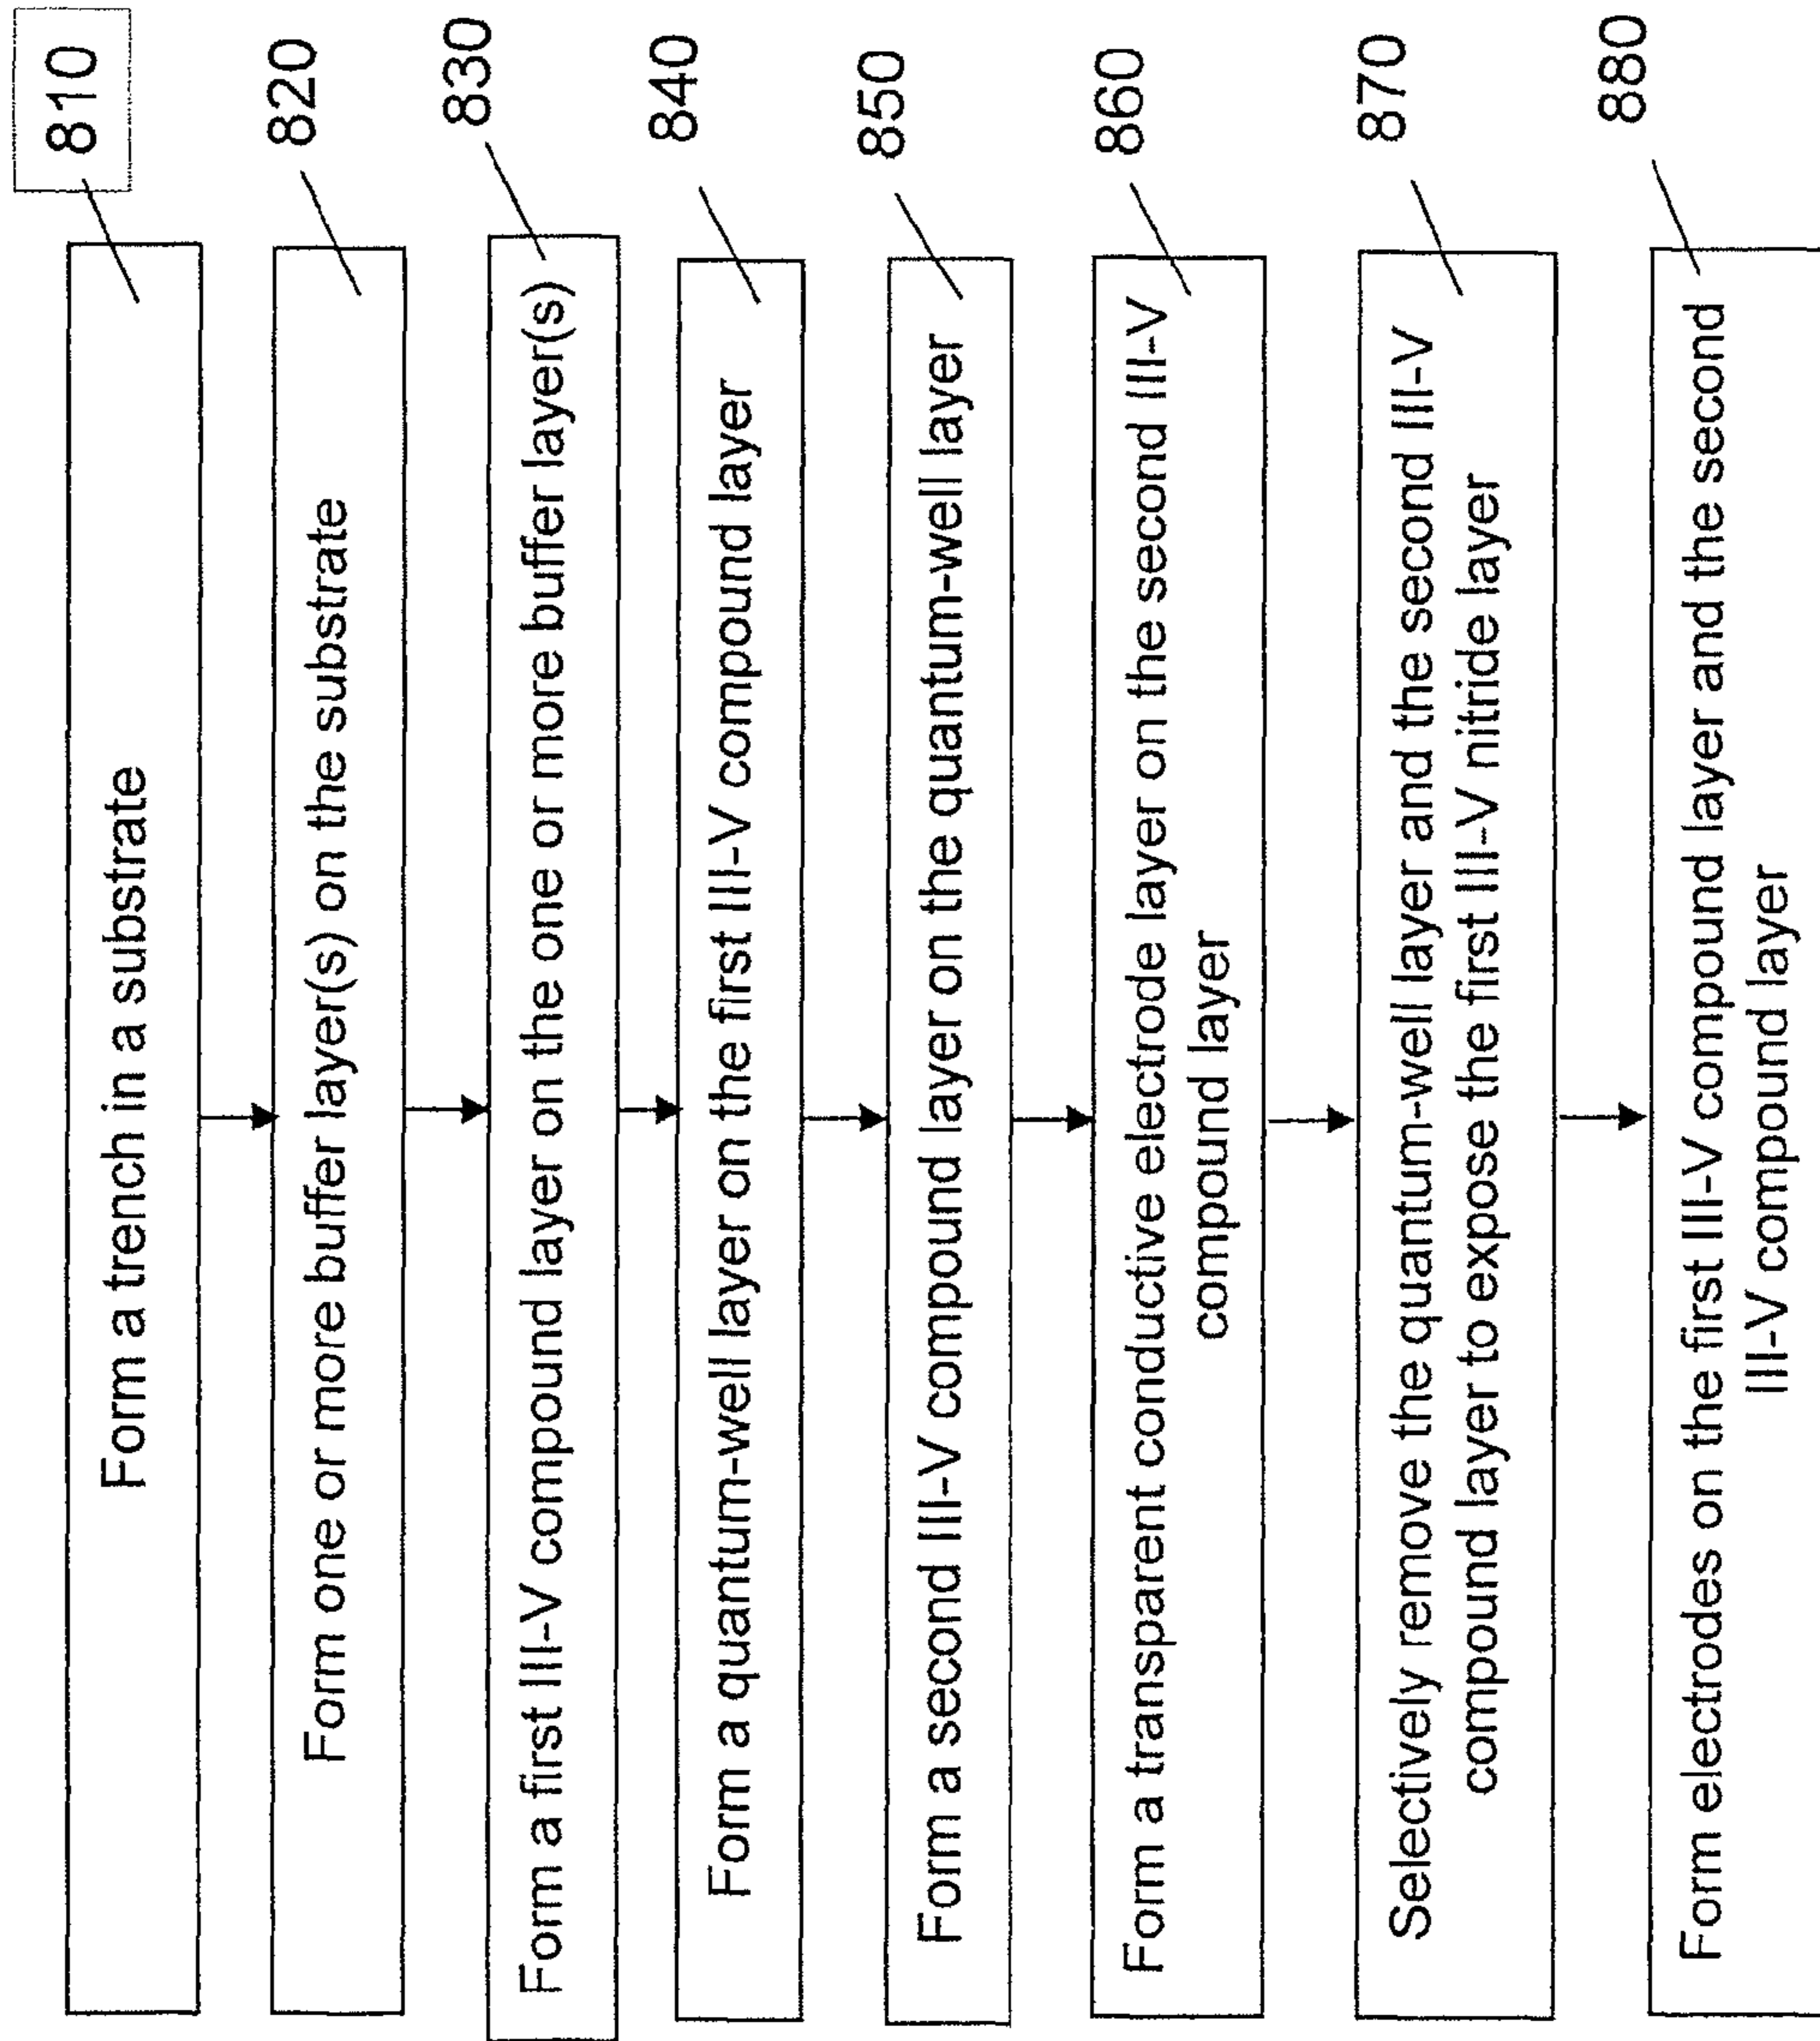 Form a trench in a substrate
810
Form one or more buffer layer(s) on the substrate
820
Form a first III-V compound layer on the one or more buffer layer(s)
830
Form a quantum-well layer on the first III-V compound layer
840
Form a second III-V compound layer on the quantum-well layer
850
Form a transparent conductive electrode layer on the second III-V
compound layer
860
Selectively remove the quantum-well layer and the second III-V
compound layer to expose the first III-V nitride layer
870
Form electrodes on the first III-V compound layer and the second
III-V compound layer
880